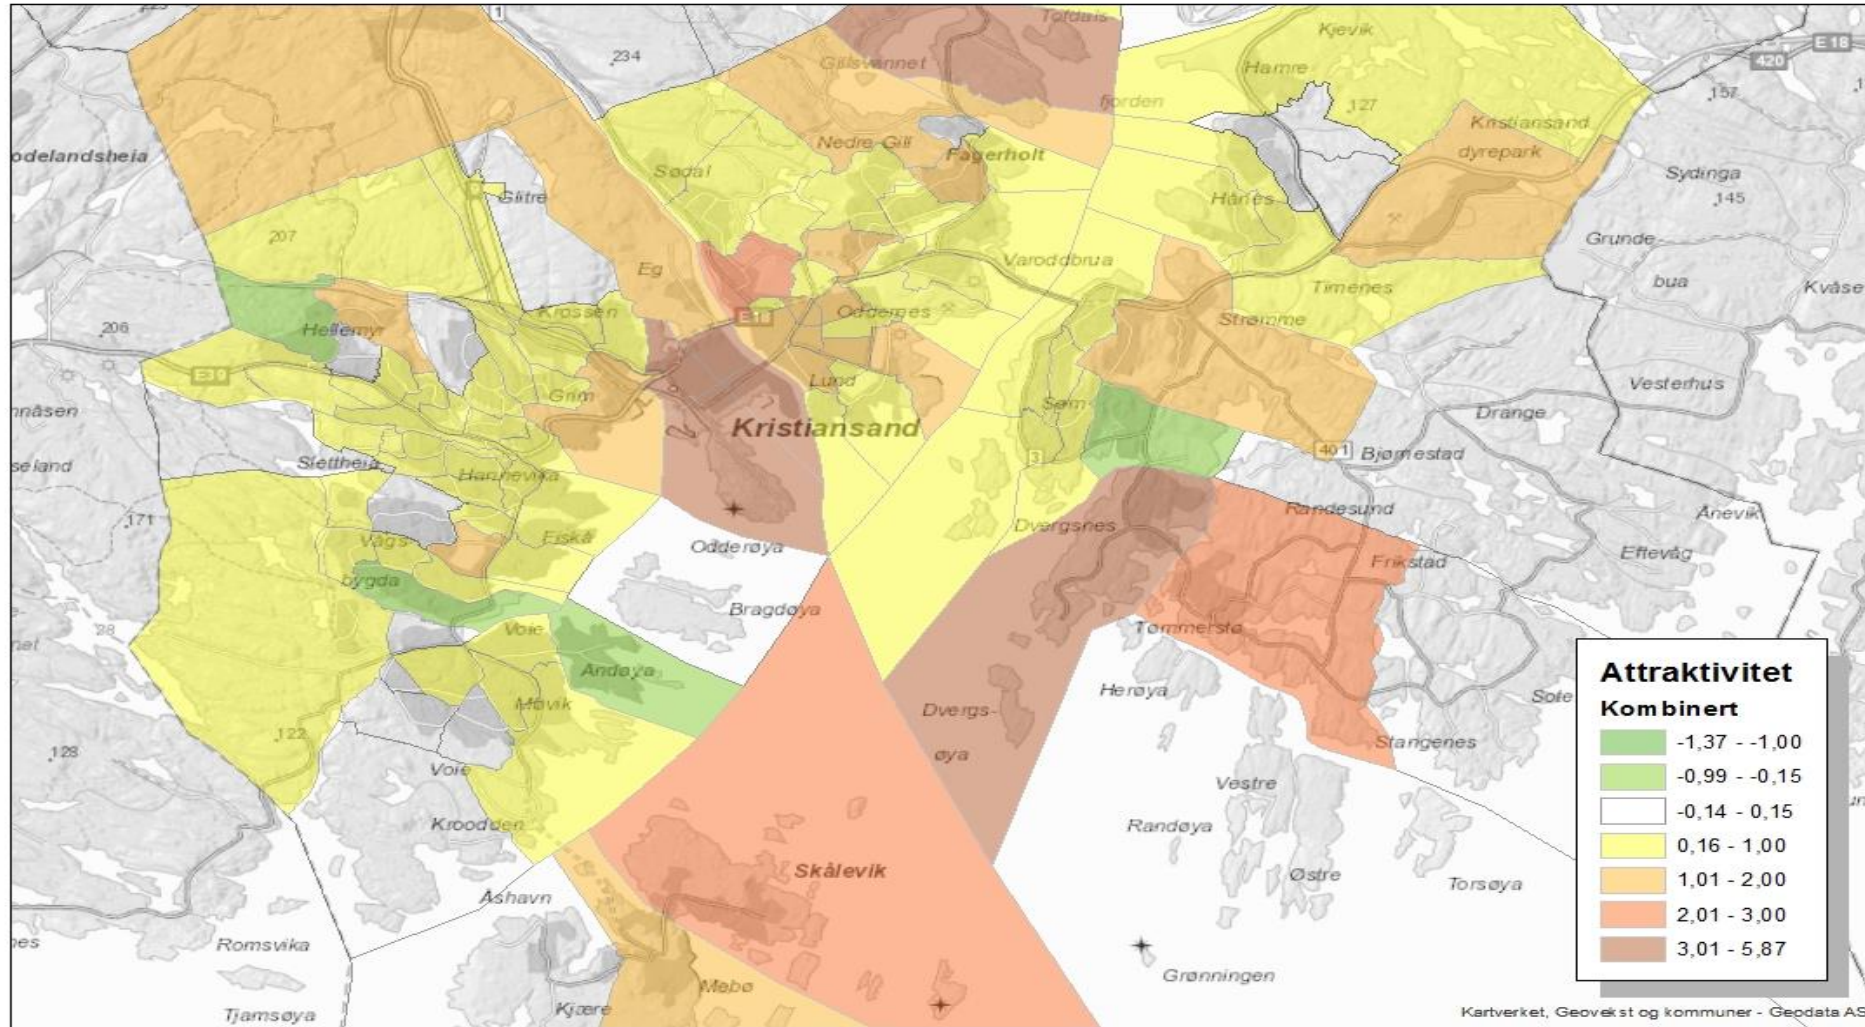 1
Tofdals
Kjevik
E 18
420
234
Gillsvannet
Hamre
fjorden
127
157
Kristiansand
dyrepark
odelandsheia
Nedre Gill
Fagerholt
Sødal
Sydinga
145
Glitre
Hånes
207
Grunde-
bua
Eg
Varoddbrua
Timenes
Kvåse
206
Hellemyr
Krossen
E18
Oddernes
Strømme
E39
Grim
Lund
Vesterhus
nnåsen
Søm
Drange
Kristiansand
401
Bjørnestad
3
seland
Slettheia
Hannevika
Randesund
Ånevik
171
Dvergsnes
Vågs-
bygda
Fiskå
Odderøya
Frikstad
Eftevåg
Bragdøya
28
Voie
Tømmerstø
Andøya
Herøya
Møvik
Dvergs-
øya
122
128
Stangenes
Voie
Vestre
Kroodden
Randøya
Skålevik
Østre
Torsøya
Åshavn
Romsvika
Mebø
Grønningen
Kjære
Tjamsøya
Attraktivitet
Kombinert
-1,37 - -1,00
-0,99 - -0,15
-0,14 - 0,15
0,16 - 1,00
1,01 - 2,00
2,01 - 3,00
3,01 - 5,87
Kartverket, Geovekst og kommuner - Geodata AS